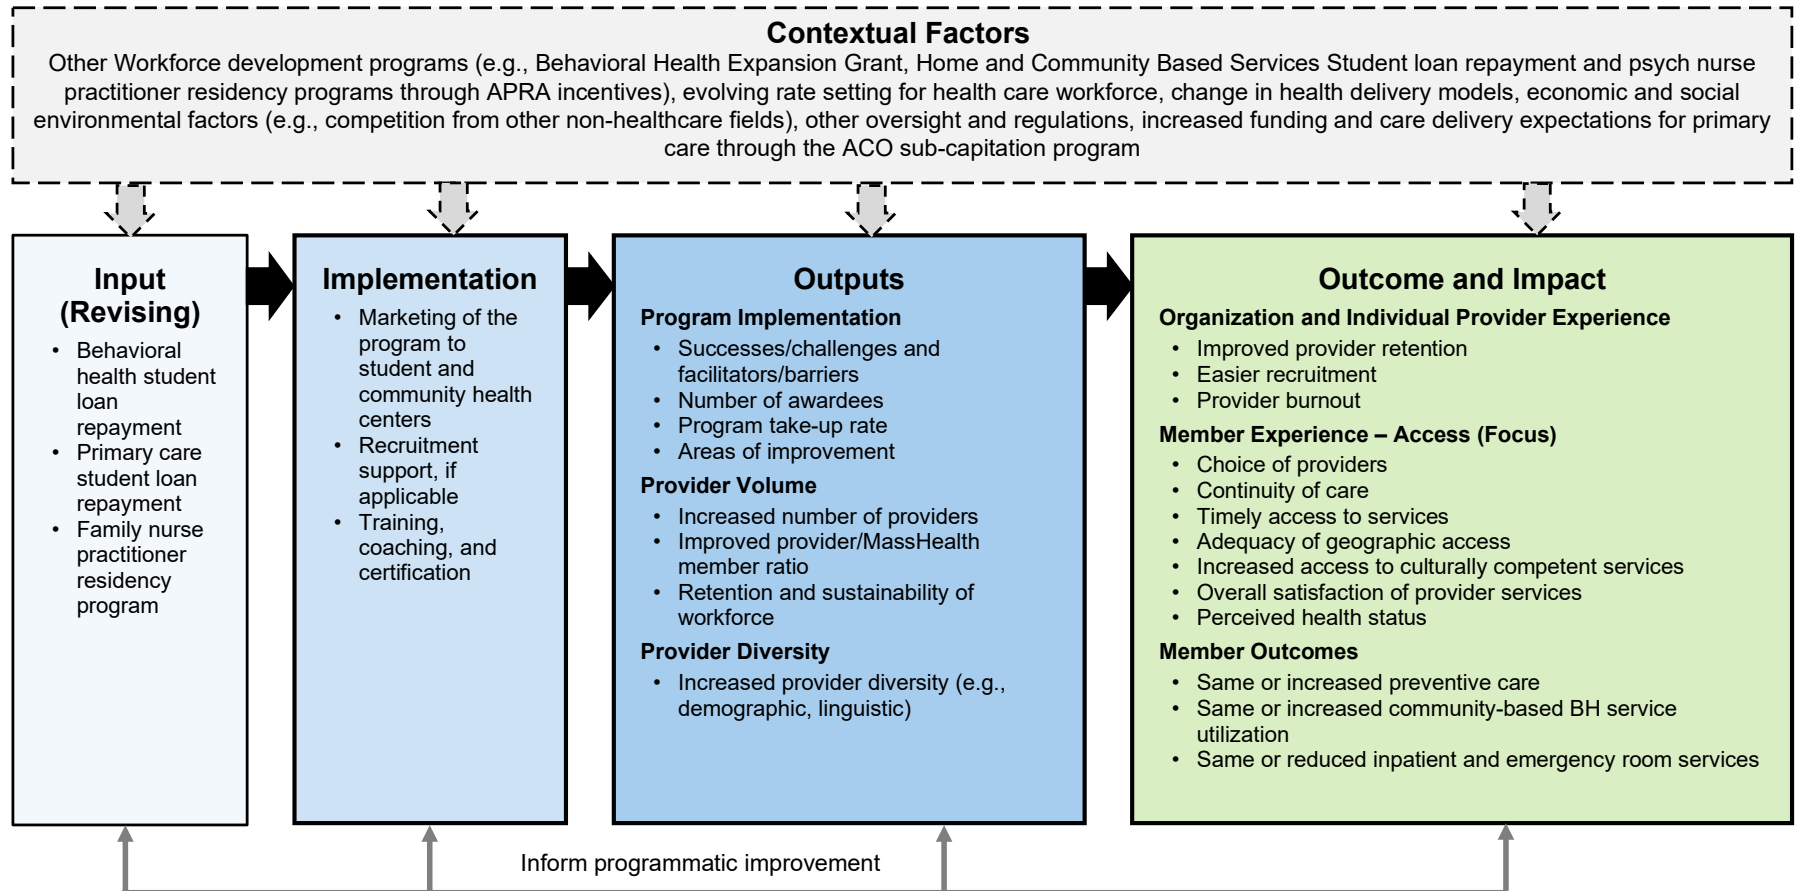 Contextual Factors
Other Workforce development programs (e.g., Behavioral Health Expansion Grant, Home and Community Based Services Student loan repayment and psych nurse
practitioner residency programs through APRA incentives), evolving rate setting for health care workforce, change in health delivery models, economic and social
environmental factors (e.g., competition from other non-healthcare fields), other oversight and regulations, increased funding and care delivery expectations for primary
care through the ACO sub-capitation program
Input
(Revising)
• Behavioral
health student
loan
repayment
• Primary care
student loan
repayment
• Family nurse
practitioner
residency
program
Implementation
• Marketing of the
program to
student and
community health
centers
• Recruitment
support, if
applicable
• Training,
coaching, and
certification
Outputs
Program Implementation
• Successes/challenges and
facilitators/barriers
• Number of awardees
• Program take-up rate
• Areas of improvement
Provider Volume
• Increased number of providers
• Improved provider/MassHealth
member ratio
• Retention and sustainability of
workforce
Provider Diversity
• Increased provider diversity (e.g.,
demographic, linguistic)
Outcome and Impact
Organization and Individual Provider Experience
• Improved provider retention
• Easier recruitment
• Provider burnout
Member Experience – Access (Focus)
• Choice of providers
• Continuity of care
• Timely access to services
• Adequacy of geographic access
• Increased access to culturally competent services
• Overall satisfaction of provider services
• Perceived health status
Member Outcomes
• Same or increased preventive care
• Same or increased community-based BH service
utilization
• Same or reduced inpatient and emergency room services
Inform programmatic improvement